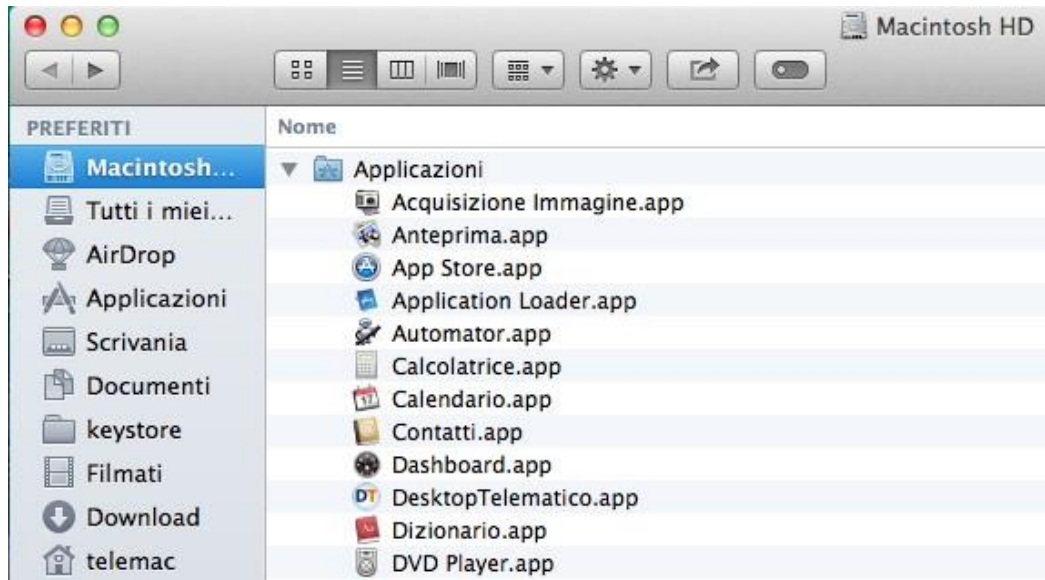 Macintosh HD
PREFERITI
Macintosh...
Tutti i miei...
AirDrop
Applicazioni
Scrivania
Documenti
keystore
Filmati
Download
telemac
Nome
Applicazioni
Acquisizione Immagine.app
Anteprima.app
App Store.app
Application Loader.app
Automator.app
Calcolatrice.app
Calendario.app
Contatti.app
Dashboard.app
DT DesktopTelematico.app
Dizionario.app
DVD Player.app